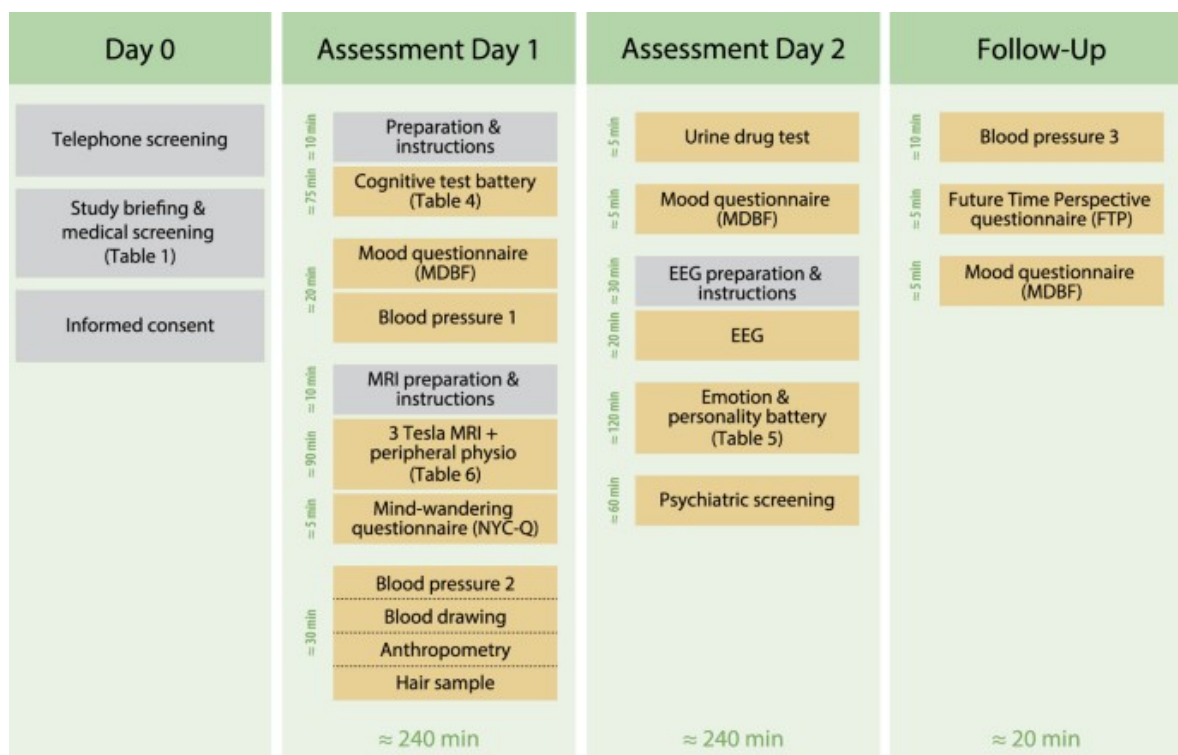 Day 0
Telephone screening
Study briefing &
medical screening
(Table 1)
Informed consent
Assessment Day 1
≈ 10 min
Preparation &
instructions
≈ 75 min
Cognitive test battery
(Table 4)
≈ 20 min
Mood questionnaire
(MDBF)
Blood pressure 1
≈ 10 min
MRI preparation &
instructions
≈ 90 min
3 Tesla MRI +
peripheral physio
(Table 6)
≈ 5 min
Mind-wandering
questionnaire (NYC-Q)
≈ 30 min
Blood pressure 2
Blood drawing
Anthropometry
Hair sample
≈ 240 min
Assessment Day 2
≈ 5 min
Urine drug test
≈ 5 min
Mood questionnaire
(MDBF)
≈ 30 min
EEG preparation &
instructions
≈ 20 min
EEG
≈ 120 min
Emotion &
personality battery
(Table 5)
≈ 60 min
Psychiatric screening
≈ 240 min
Follow-Up
≈ 10 min
Blood pressure 3
≈ 5 min
Future Time Perspective
questionnaire (FTP)
≈ 5 min
Mood questionnaire
(MDBF)
≈ 20 min